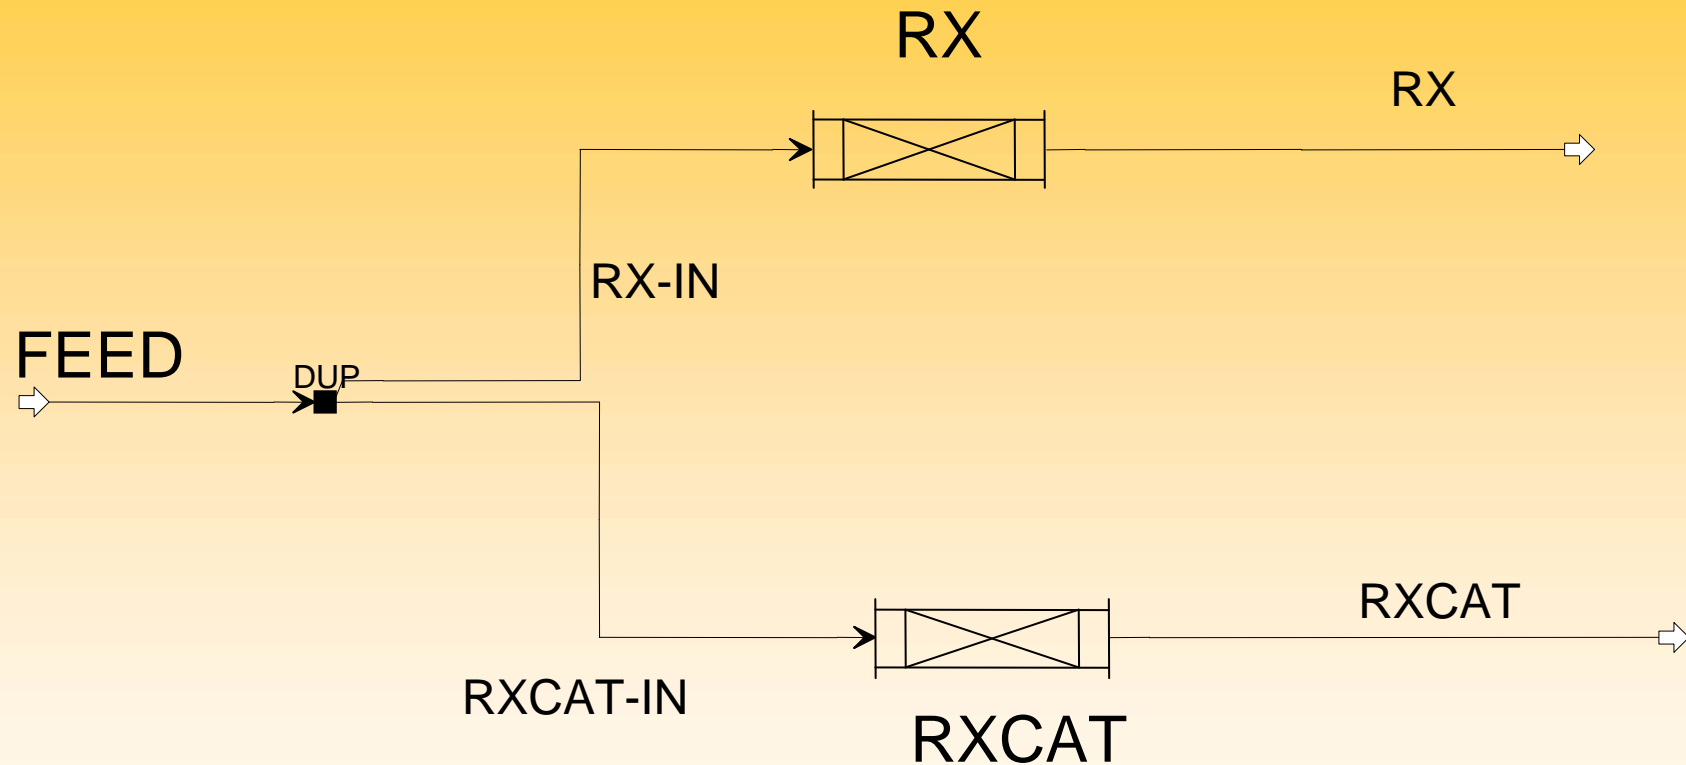 RX
RX
RX-IN
FEED
DUP
RXCAT
RXCAT-IN
RXCAT